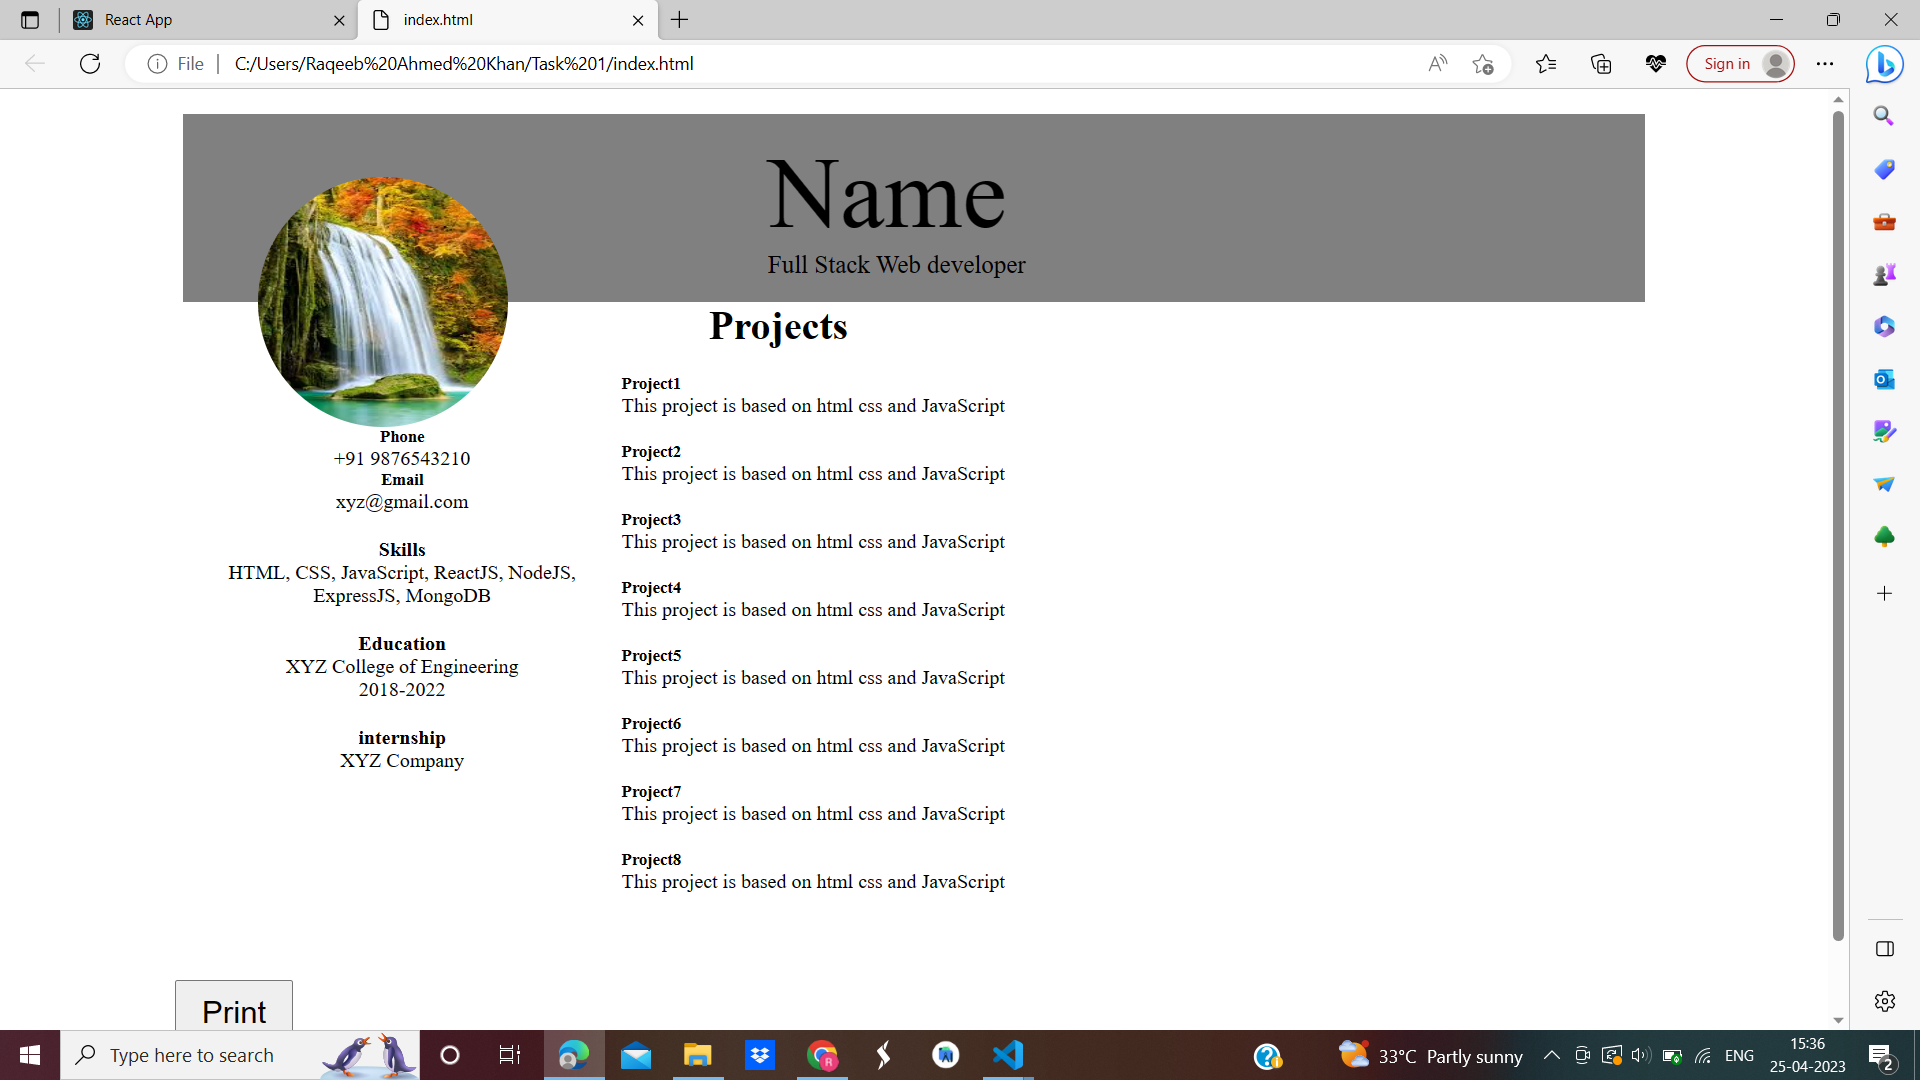 React App
index.html
File
C:/Users/Raqeeb%20Ahmed%20Khan/Task%201/index.html
Sign in
Name
Full Stack Web developer
Projects
Project1
This project is based on html css and JavaScript
Project2
This project is based on html css and JavaScript
Project3
This project is based on html css and JavaScript
Project4
This project is based on html css and JavaScript
Project5
This project is based on html css and JavaScript
Project6
This project is based on html css and JavaScript
Project7
This project is based on html css and JavaScript
Project8
This project is based on html css and JavaScript
Phone
+91 9876543210
Email
xyz@gmail.com
Skills
HTML, CSS, JavaScript, ReactJS, NodeJS,
ExpressJS, MongoDB
Education
XYZ College of Engineering
2018-2022
internship
XYZ Company
Print
Type here to search
33°C Partly sunny
ENG
15:36
25-04-2023
2